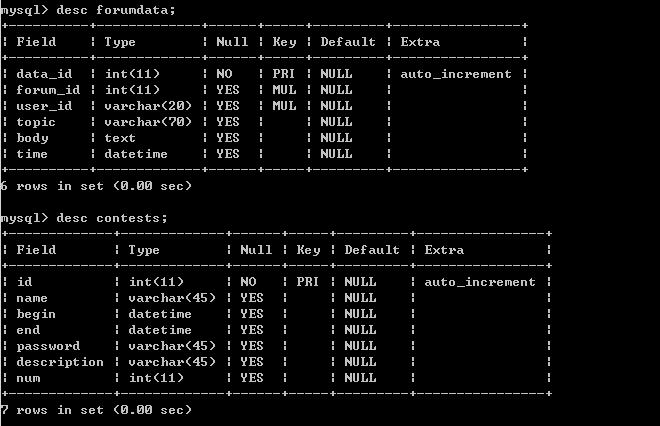 mysql> desc forumdata;
+----------+-------------+------+-----+---------+----------------+
| Field    | Type        | Null | Key | Default | Extra          |
+----------+-------------+------+-----+---------+----------------+
| data_id  | int(11)     | NO   | PRI | NULL    | auto_increment |
| forum_id | int(11)     | YES  | MUL | NULL    |                |
| user_id  | varchar(20) | YES  | MUL | NULL    |                |
| topic    | varchar(70) | YES  |     | NULL    |                |
| body     | text        | YES  |     | NULL    |                |
| time     | datetime    | YES  |     | NULL    |                |
+----------+-------------+------+-----+---------+----------------+
6 rows in set (0.00 sec)
mysql> desc contests;
+-------------+-------------+------+-----+---------+----------------+
| Field       | Type        | Null | Key | Default | Extra          |
+-------------+-------------+------+-----+---------+----------------+
| id          | int(11)     | NO   | PRI | NULL    | auto_increment |
| name        | varchar(45) | YES  |     | NULL    |                |
| begin       | datetime    | YES  |     | NULL    |                |
| end         | datetime    | YES  |     | NULL    |                |
| password    | varchar(45) | YES  |     | NULL    |                |
| description | varchar(45) | YES  |     | NULL    |                |
| num         | int(11)     | YES  |     | NULL    |                |
+-------------+-------------+------+-----+---------+----------------+
7 rows in set (0.00 sec)